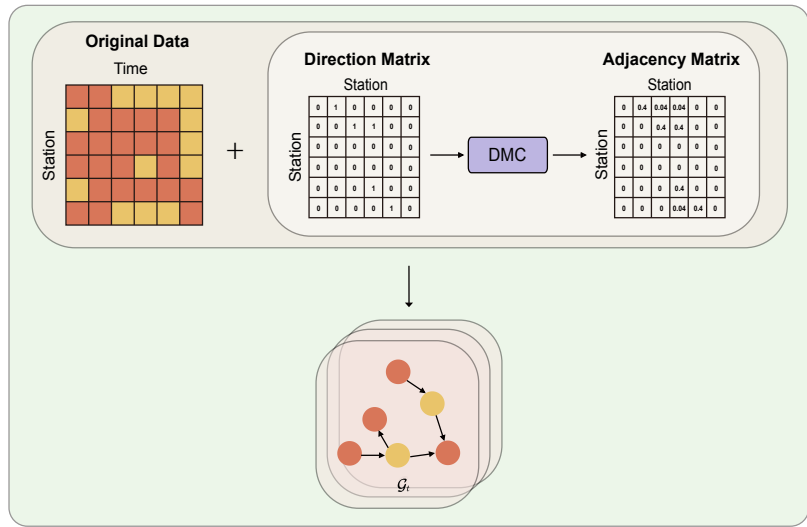 Original Data
Time
Station
+
Direction Matrix
Station
Station
0 1 0 0 0 0
0 0 1 1 0 0
0 0 0 0 0 0
0 0 0 0 0 0
0 0 0 1 0 0
0 0 0 0 1 0
DMC
Adjacency Matrix
Station
Station
0 0.4 0.04 0.04 0 0
0 0 0.4 0.4 0 0
0 0 0 0 0 0
0 0 0 0 0 0
0 0 0 0.4 0 0
0 0 0 0.04 0.4 0
𝒢t